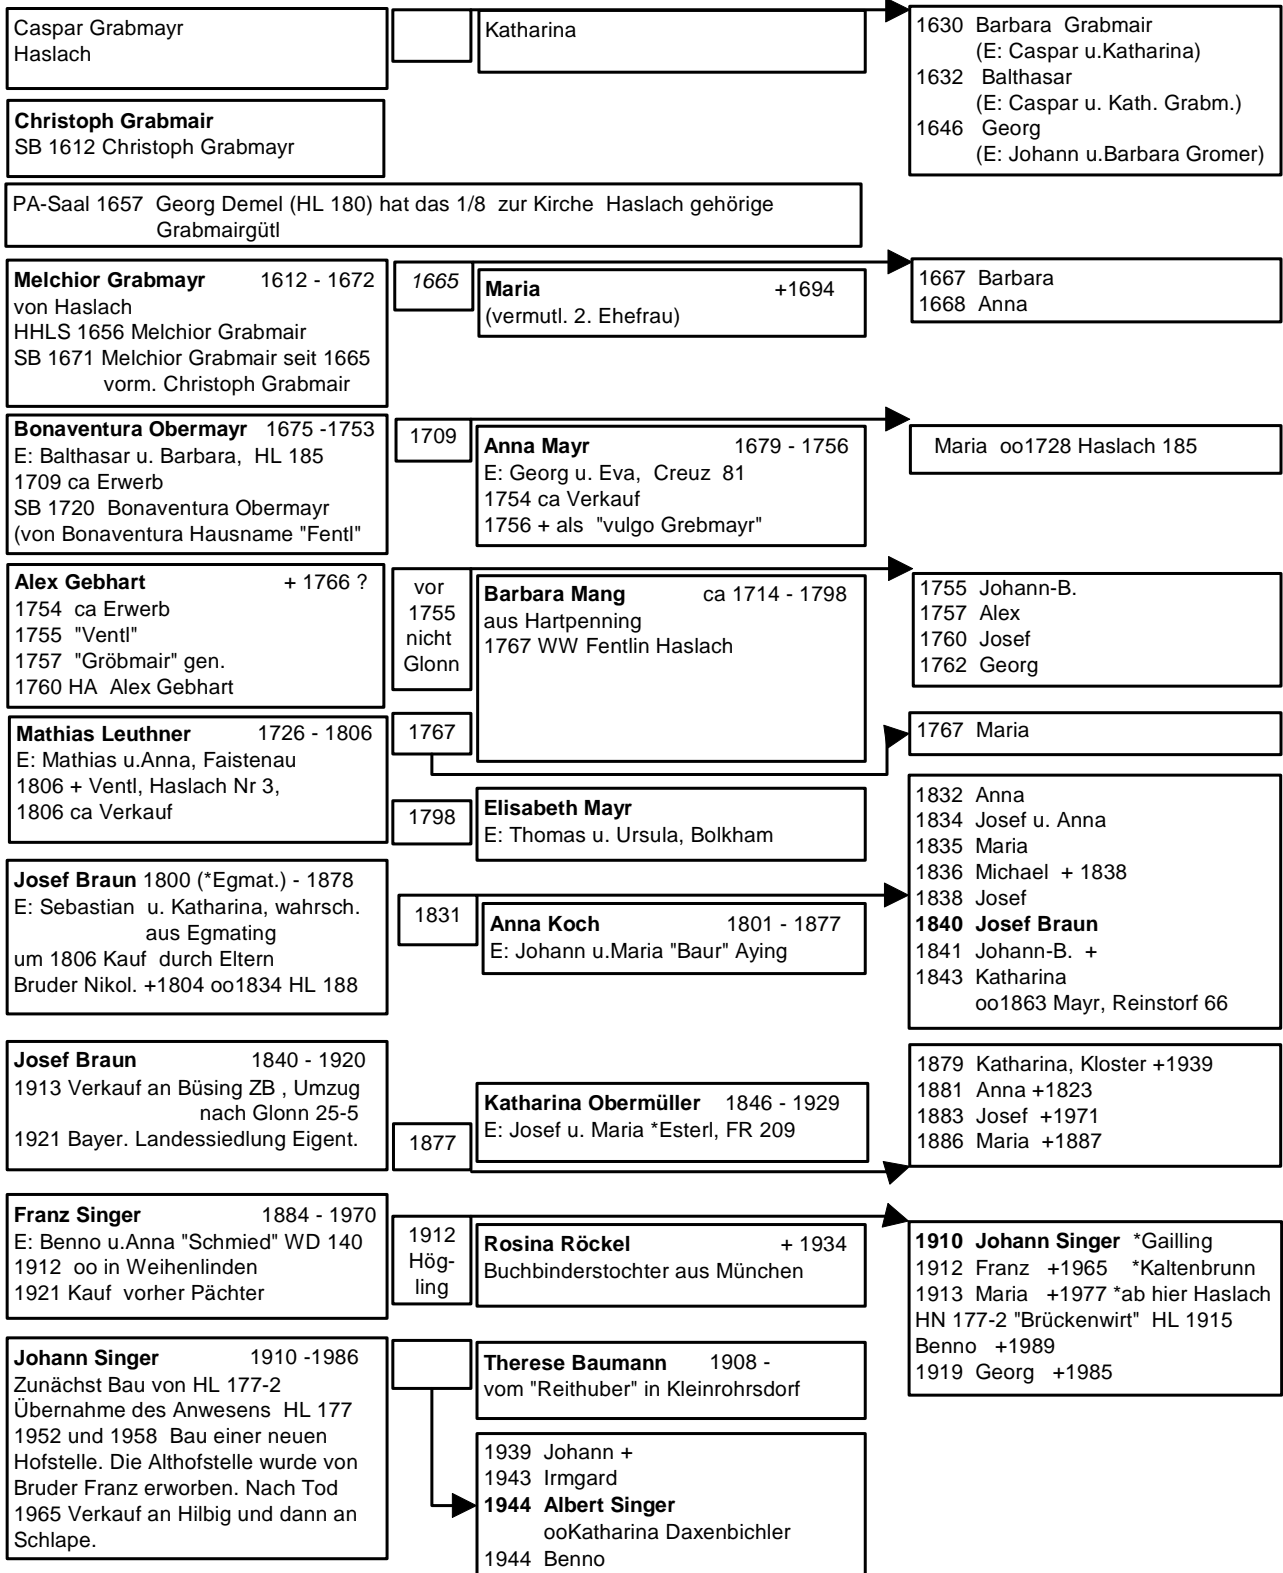 Caspar Grabmayr
Haslach
Katharina
1630 Barbara Grabmair
(E: Caspar u.Katharina)
1632 Balthasar
(E: Caspar u. Kath. Grabm.)
1646 Georg
(E: Johann u.Barbara Gromer)
Christoph Grabmair
SB 1612 Christoph Grabmayr
PA-Saal 1657 Georg Demel (HL 180) hat das 1/8 zur Kirche Haslach gehörige
Grabmairgütl
Melchior Grabmayr 1612 - 1672
von Haslach
HHLS 1656 Melchior Grabmair
SB 1671 Melchior Grabmair seit 1665
vorm. Christoph Grabmair
1665
Maria +1694
(vermutl. 2. Ehefrau)
1667 Barbara
1668 Anna
Bonaventura Obermayr 1675 -1753
E: Balthasar u. Barbara, HL 185
1709 ca Erwerb
SB 1720 Bonaventura Obermayr
(von Bonaventura Hausname "Fentl"
1709
Anna Mayr 1679 - 1756
E: Georg u. Eva, Creuz 81
1754 ca Verkauf
1756 + als "vulgo Grebmayr"
Maria oo1728 Haslach 185
Alex Gebhart + 1766 ?
1754 ca Erwerb
1755 "Ventl"
1757 "Gröbmair" gen.
1760 HA Alex Gebhart
vor
1755
nicht
Glonn
Barbara Mang ca 1714 - 1798
aus Hartpenning
1767 WW Fentlin Haslach
1755 Johann-B.
1757 Alex
1760 Josef
1762 Georg
Mathias Leuthner 1726 - 1806
E: Mathias u.Anna, Faistenau
1806 + Ventl, Haslach Nr 3,
1806 ca Verkauf
1767
1767 Maria
1798
Elisabeth Mayr
E: Thomas u. Ursula, Bolkham
Josef Braun 1800 (*Egmat.) - 1878
E: Sebastian u. Katharina, wahrsch.
aus Egmating
um 1806 Kauf durch Eltern
Bruder Nikol. +1804 oo1834 HL 188
1831
Anna Koch 1801 - 1877
E: Johann u.Maria "Baur" Aying
1832 Anna
1834 Josef u. Anna
1835 Maria
1836 Michael + 1838
1838 Josef
1840 Josef Braun
1841 Johann-B. +
1843 Katharina
oo1863 Mayr, Reinstorf 66
Josef Braun 1840 - 1920
1913 Verkauf an Büsing ZB , Umzug
nach Glonn 25-5
1921 Bayer. Landessiedlung Eigent.
1877
Katharina Obermüller 1846 - 1929
E: Josef u. Maria *Esterl, FR 209
1879 Katharina, Kloster +1939
1881 Anna +1823
1883 Josef +1971
1886 Maria +1887
Franz Singer 1884 - 1970
E: Benno u.Anna "Schmied" WD 140
1912 oo in Weihenlinden
1921 Kauf vorher Pächter
1912
Hög-
ling
Rosina Röckel + 1934
Buchbinderstochter aus München
1910 Johann Singer *Gailling
1912 Franz +1965 *Kaltenbrunn
1913 Maria +1977 *ab hier Haslach
HN 177-2 "Brückenwirt" HL 1915
Benno +1989
1919 Georg +1985
Johann Singer 1910 -1986
Zunächst Bau von HL 177-2
Übernahme des Anwesens HL 177
1952 und 1958 Bau einer neuen
Hofstelle. Die Althofstelle wurde von
Bruder Franz erworben. Nach Tod
1965 Verkauf an Hilbig und dann an
Schlape.
Therese Baumann 1908 -
vom "Reithuber" in Kleinrohrsdorf
1939 Johann +
1943 Irmgard
1944 Albert Singer
ooKatharina Daxenbichler
1944 Benno